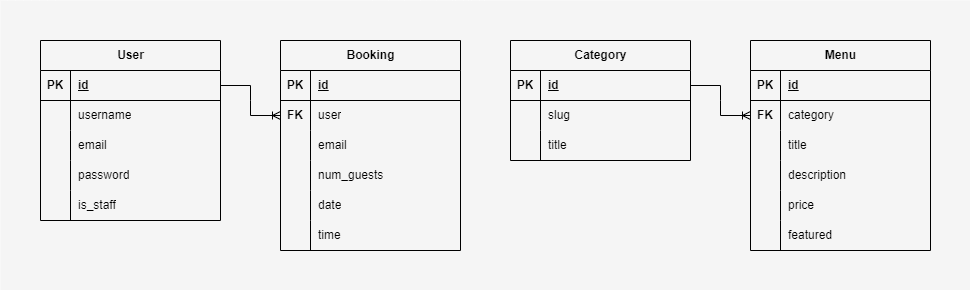 User
PK id
username
email
password
is_staff
Booking
PK id
FK user
email
num_guests
date
time
Category
PK id
slug
title
Menu
PK id
FK category
title
description
price
featured